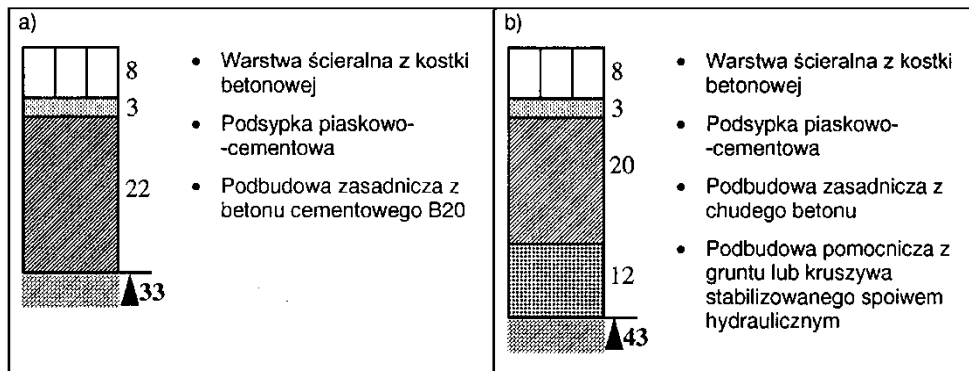 a)
8
3
22
33
• Warstwa ścieralna z kostki
betonowej
• Podsypka piaskowo-
-cementowa
• Podbudowa zasadnicza z
betonu cementowego B20
b)
8
3
20
12
43
• Warstwa ścieralna z kostki
betonowej
• Podsypka piaskowo-
-cementowa
• Podbudowa zasadnicza z
chudego betonu
• Podbudowa pomocnicza z
gruntu lub kruszywa
stabilizowanego spoiwem
hydraulicznym